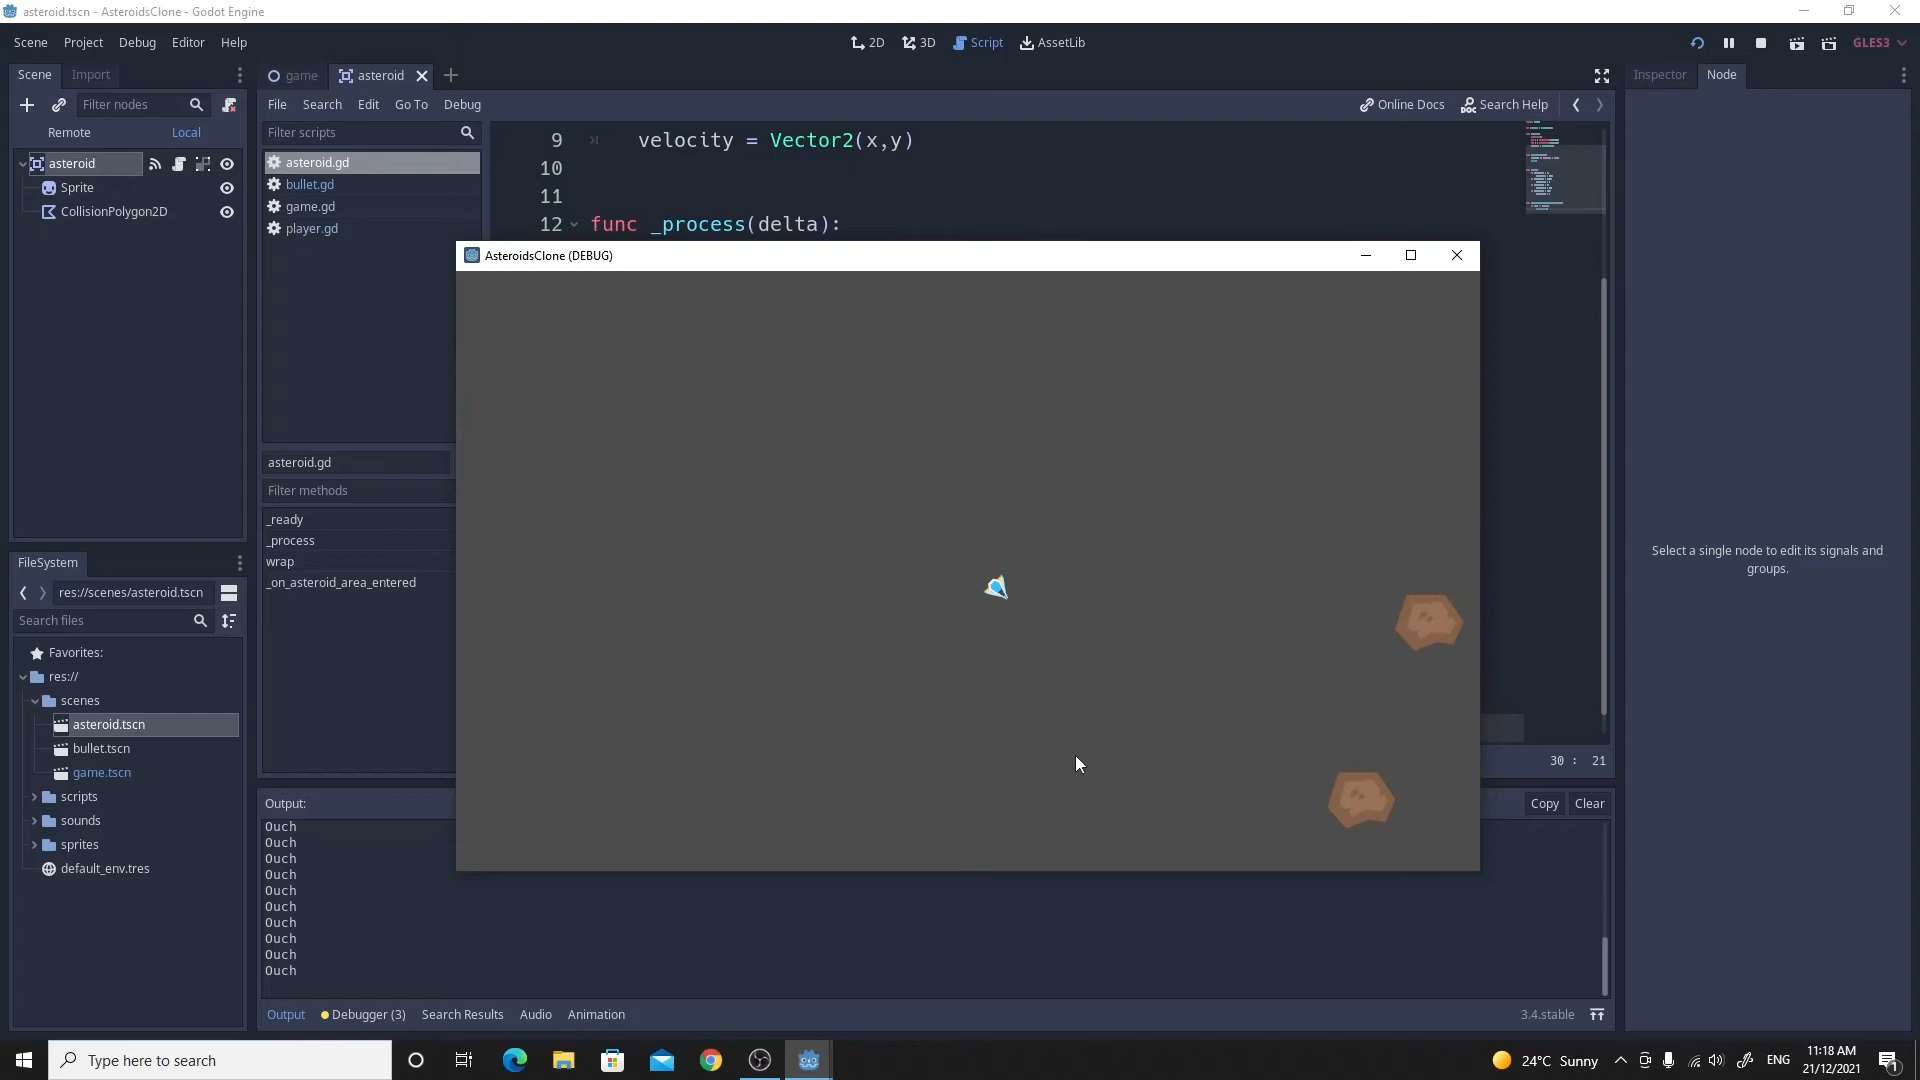 asteroid.tscn - AsteroidsClone - Godot Engine
Scene Project Debug Editor Help
2D 3D Script AssetLib
GLES3
Scene Import
Filter nodes
Remote Local
asteroid
Sprite
CollisionPolygon2D
FileSystem
res://scenes/asteroid.tscn
Search files
Favorites:
res://
scenes
asteroid.tscn
bullet.tscn
game.tscn
scripts
sounds
sprites
default_env.tres
game asteroid
File Search Edit Go To Debug
Online Docs Search Help
Filter scripts
asteroid.gd
bullet.gd
game.gd
player.gd
asteroid.gd
Filter methods
_ready
_process
wrap
_on_asteroid_area_entered
9 velocity = Vector2(x,y)
10
11
12 func _process(delta):
AsteroidsClone (DEBUG)
30 : 21
Output:
Copy Clear
Ouch
Ouch
Ouch
Ouch
Ouch
Ouch
Ouch
Ouch
Ouch
Ouch
Output Debugger (3) Search Results Audio Animation
3.4.stable
Inspector Node
Select a single node to edit its signals and
groups.
Type here to search
24°C Sunny
ENG
11:18 AM
21/12/2021
1